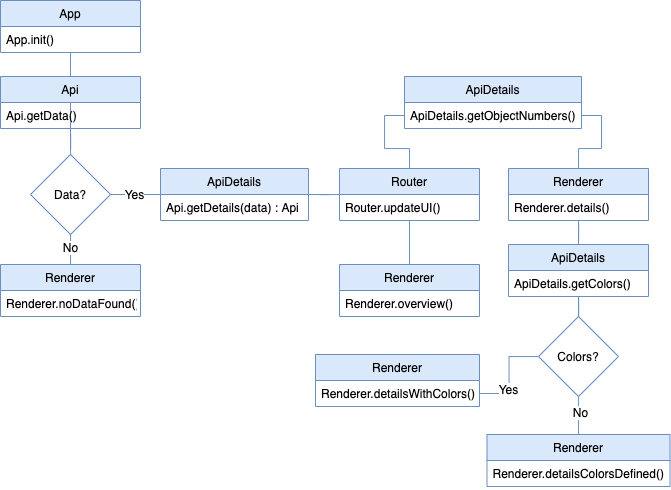 App
App.init()
Api
Api.getData()
Data?
Yes
No
Renderer
Renderer.noDataFound()
ApiDetails
Api.getDetails(data) : Api
Router
Router.updateUI()
Renderer
Renderer.overview()
ApiDetails
ApiDetails.getObjectNumbers()
Renderer
Renderer.details()
ApiDetails
ApiDetails.getColors()
Colors?
Yes
Renderer
Renderer.detailsWithColors()
No
Renderer
Renderer.detailsColorsDefined()